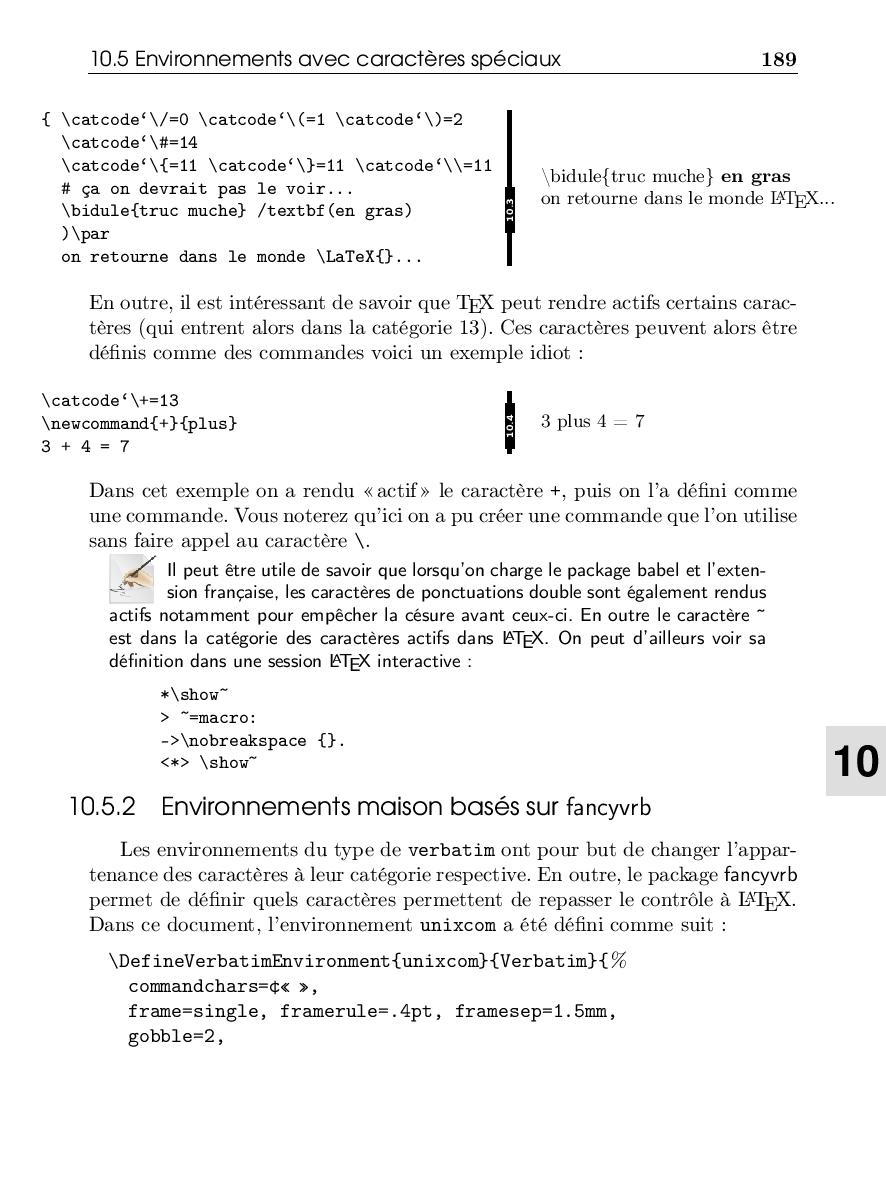 10.5 Environnements avec caractères spéciaux 189
{ \catcode‘\/=0 \catcode‘\(=1 \catcode‘\)=2
\catcode‘\#=14
\catcode‘\{=11 \catcode‘\}=11 \catcode‘\\=11
# ça on devrait pas le voir...
\bidule{truc muche} /textbf(en gras)
)\par
on retourne dans le monde \LaTeX{}...
10.3
\bidule{truc muche} en gras
on retourne dans le monde LATEX...
En outre, il est intéressant de savoir que TEX peut rendre actifs certains carac-
tères (qui entrent alors dans la catégorie 13). Ces caractères peuvent alors être
définis comme des commandes voici un exemple idiot :
\catcode‘\+=13
\newcommand{+}{plus}
3 + 4 = 7
10.4
3 plus 4 = 7
Dans cet exemple on a rendu « actif » le caractère +, puis on l'a défini comme
une commande. Vous noterez qu'ici on a pu créer une commande que l'on utilise
sans faire appel au caractère \.
Il peut être utile de savoir que lorsqu'on charge le package babel et l'exten-
sion française, les caractères de ponctuations double sont également rendus
actifs notamment pour empêcher la césure avant ceux-ci. En outre le caractère ~
est dans la catégorie des caractères actifs dans LATEX. On peut d'ailleurs voir sa
définition dans une session LATEX interactive :
*\show~
> ~=macro:
->\nobreakspace {}.
<*> \show~
10
10.5.2 Environnements maison basés sur fancyvrb
Les environnements du type de verbatim ont pour but de changer l'appar-
tenance des caractères à leur catégorie respective. En outre, le package fancyvrb
permet de définir quels caractères permettent de repasser le contrôle à LATEX.
Dans ce document, l'environnement unixcom a été défini comme suit :
\DefineVerbatimEnvironment{unixcom}{Verbatim}{%
commandchars=¢« »,
frame=single, framerule=.4pt, framesep=1.5mm,
gobble=2,